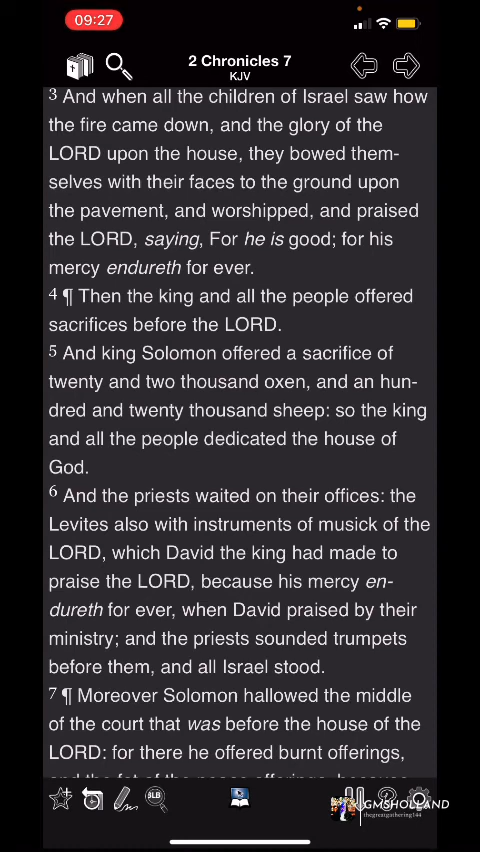 09:27
2 Chronicles 7
KJV
3 And when all the children of Israel saw how
the fire came down, and the glory of the
LORD upon the house, they bowed them-
selves with their faces to the ground upon
the pavement, and worshipped, and praised
the LORD, saying, For he is good; for his
mercy endureth for ever.
4 ¶ Then the king and all the people offered
sacrifices before the LORD.
5 And king Solomon offered a sacrifice of
twenty and two thousand oxen, and an hun-
dred and twenty thousand sheep: so the king
and all the people dedicated the house of
God.
6 And the priests waited on their offices: the
Levites also with instruments of musick of the
LORD, which David the king had made to
praise the LORD, because his mercy en-
dureth for ever, when David praised by their
ministry; and the priests sounded trumpets
before them, and all Israel stood.
7 ¶ Moreover Solomon hallowed the middle
of the court that was before the house of the
LORD: for there he offered burnt offerings,
and the fat of the peace offerings, because
BLB
GMSHOLLAND
thegreatgathering144